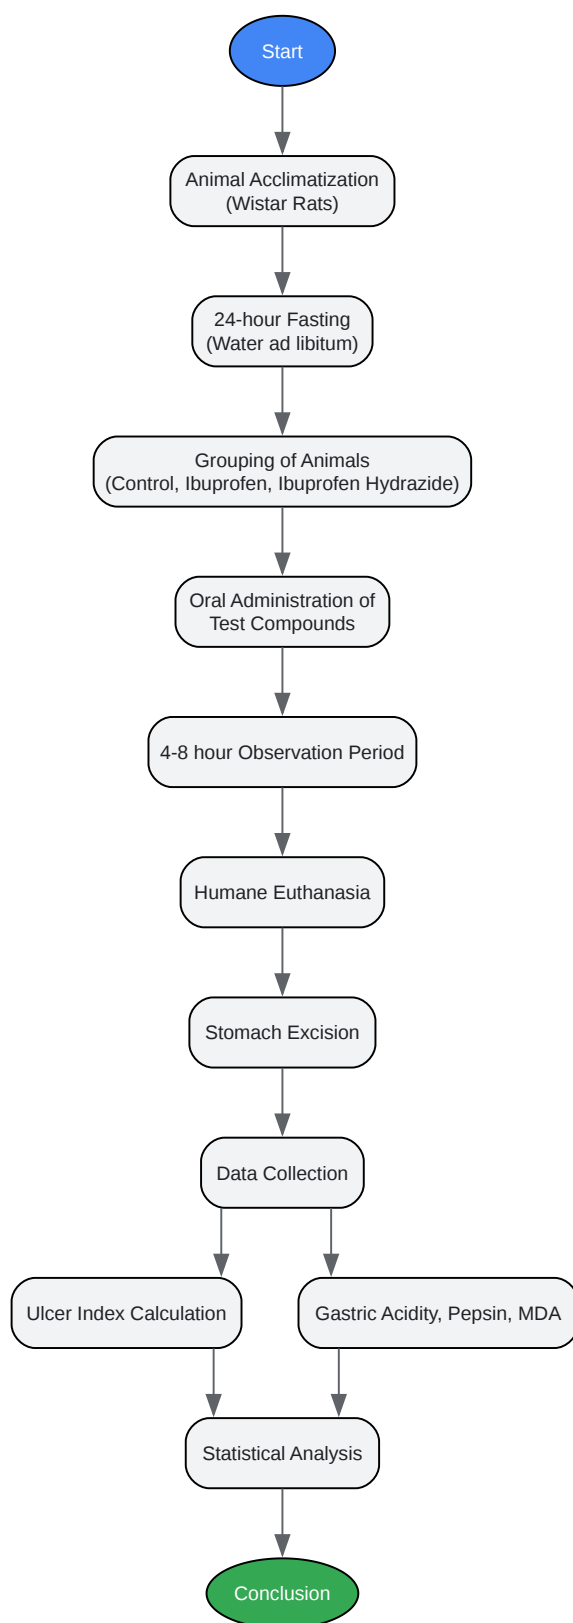 Start
Animal Acclimatization
(Wistar Rats)
24-hour Fasting
(Water ad libitum)
Grouping of Animals
(Control, Ibuprofen, Ibuprofen Hydrazide)
Oral Administration of
Test Compounds
4-8 hour Observation Period
Humane Euthanasia
Stomach Excision
Data Collection
Ulcer Index Calculation
Gastric Acidity, Pepsin, MDA
Statistical Analysis
Conclusion